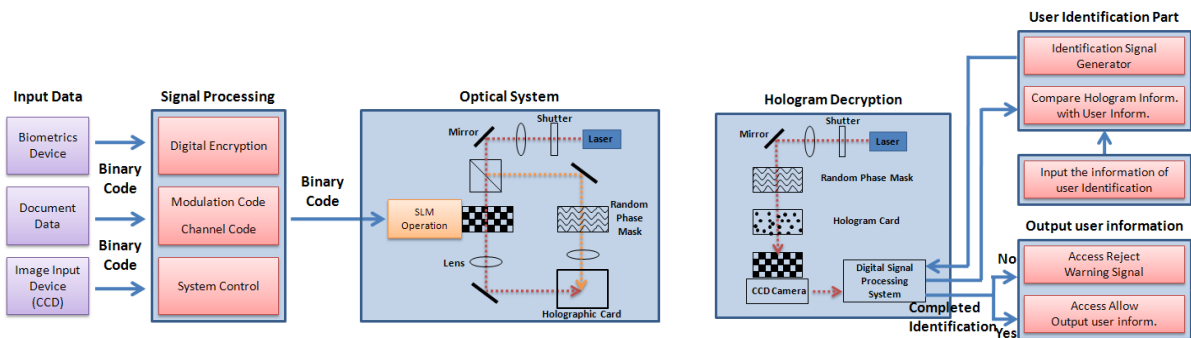 Input Data
Biometrics
Device
Binary
Code
Document
Data
Binary
Code
Image Input
Device
(CCD)
Signal Processing
Digital Encryption
Modulation Code
Channel Code
System Control
Binary
Code
Optical System
Shutter
Mirror
Laser
SLM
Operation
Random
Phase
Mask
Lens
Holographic Card
Hologram Decryption
Shutter
Mirror
Laser
Random Phase Mask
Hologram Card
CCD Camera
Digital Signal
Processing
System
Completed
Identification
User Identification Part
Identification Signal
Generator
Compare Hologram Inform.
with User Inform.
Input the information of
user Identification
Output user information
No
Access Reject
Warning Signal
Access Allow
Output user inform.
Yes